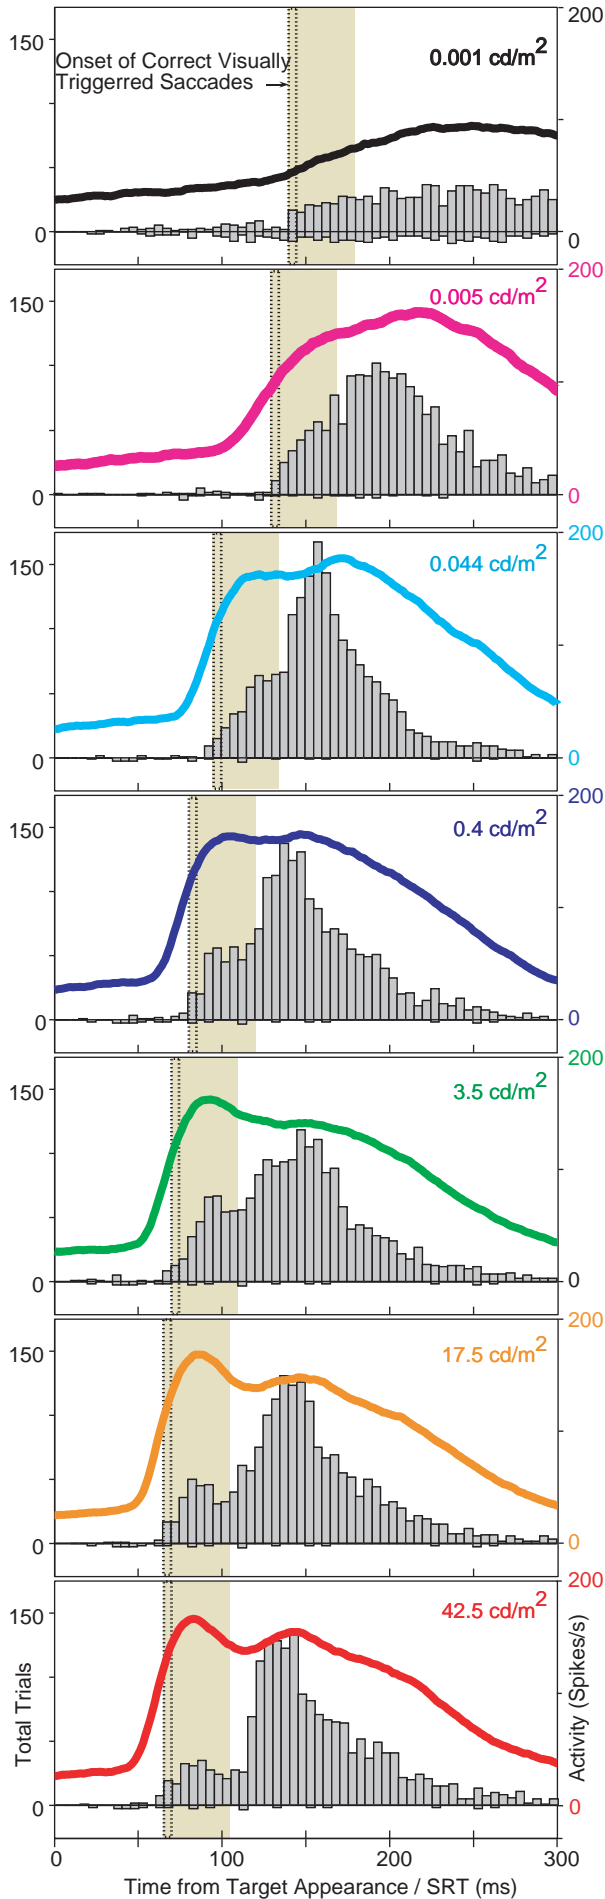 200
150
0.001 cd/m2
Onset of Correct Visually
Triggerred Saccades
0
0
200
150
0.005 cd/m2
0
0
200
150
0.044 cd/m2
0
0
200
150
0.4 cd/m2
0
0
200
150
3.5 cd/m2
0
0
200
150
17.5 cd/m2
0
0
200
150
42.5 cd/m2
Total Trials
Activity (Spikes/s)
0
0
0 100 200 300
Time from Target Appearance / SRT (ms)